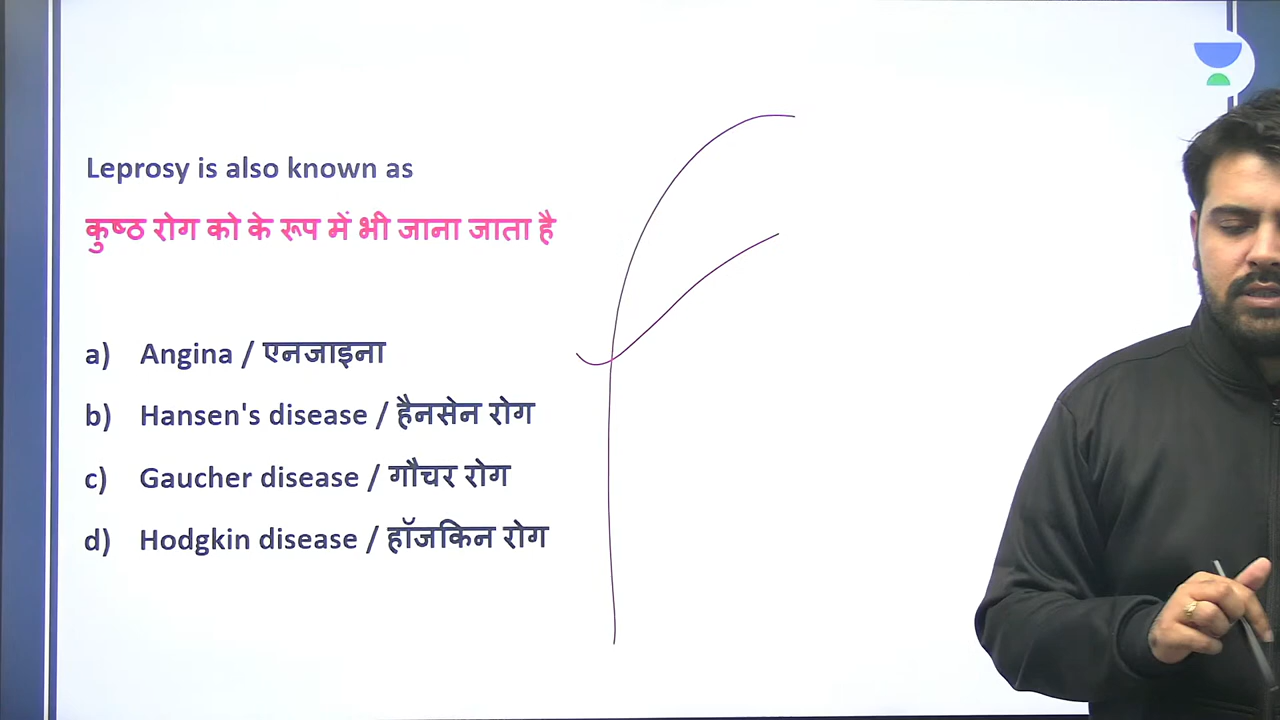 Leprosy is also known as
कुष्ठ रोग को के रूप में भी जाना जाता है
a) Angina / एनजाइना
b) Hansen's disease / हैनसेन रोग
c) Gaucher disease / गौचर रोग
d) Hodgkin disease / हॉजकिन रोग